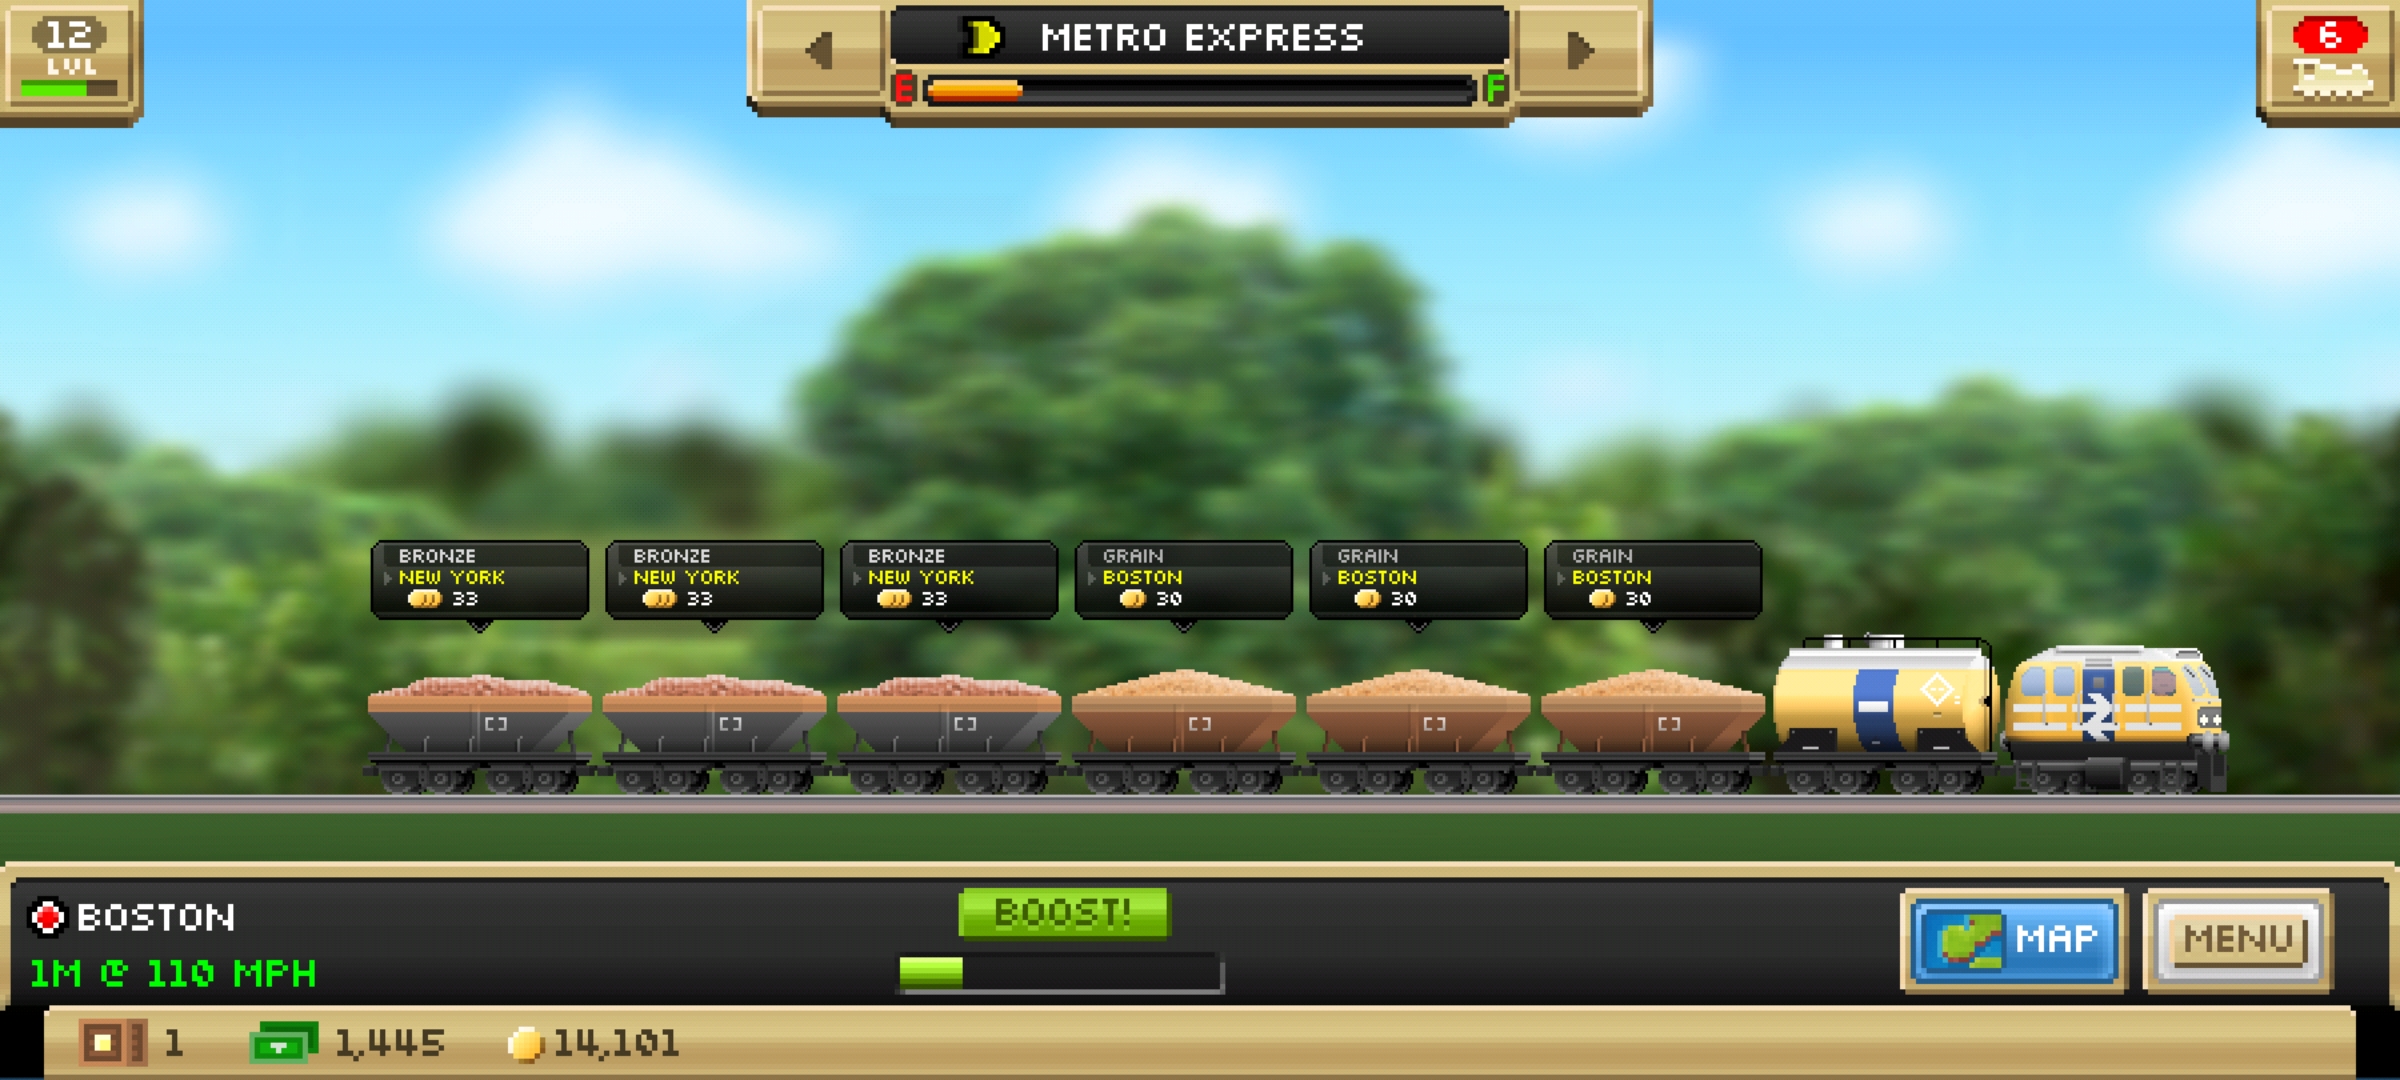 12
LVL
METRO EXPRESS
E F
6
BRONZE
NEW YORK
33
BRONZE
NEW YORK
33
BRONZE
NEW YORK
33
GRAIN
BOSTON
30
GRAIN
BOSTON
30
GRAIN
BOSTON
30
BOSTON
1M @ 110 MPH
BOOST!
MAP
MENU
1
1,445
14,101